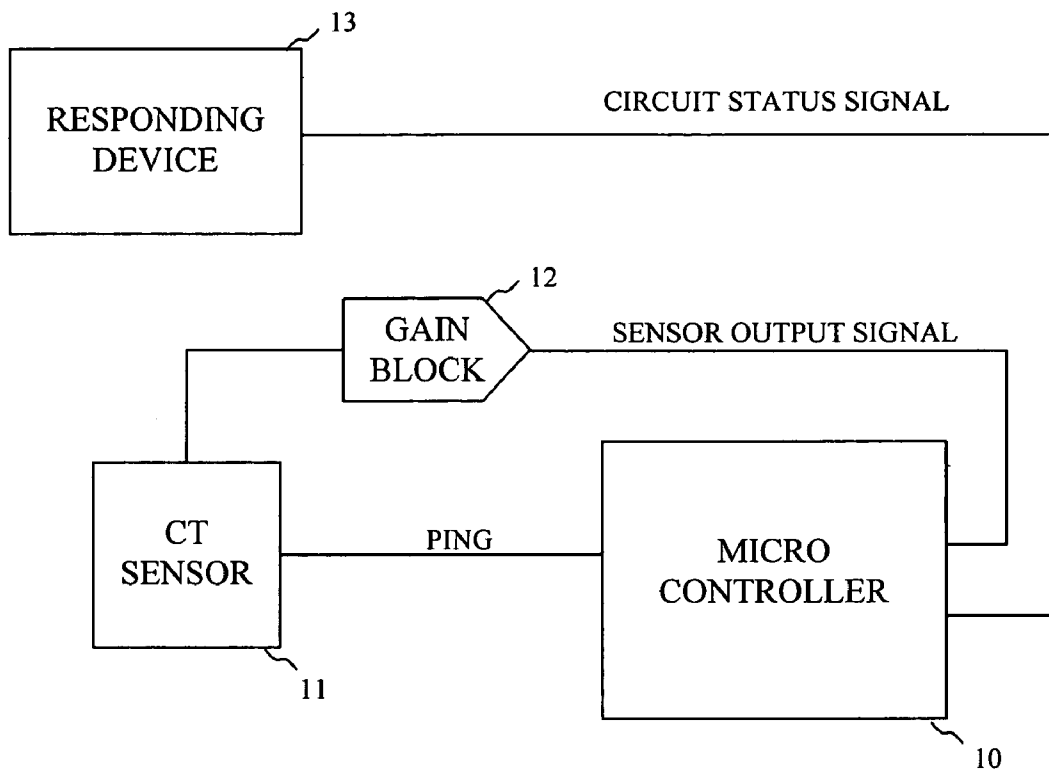 13
RESPONDING
DEVICE
CIRCUIT STATUS SIGNAL
12
GAIN
BLOCK
SENSOR OUTPUT SIGNAL
CT
SENSOR
PING
MICRO
CONTROLLER
11
10